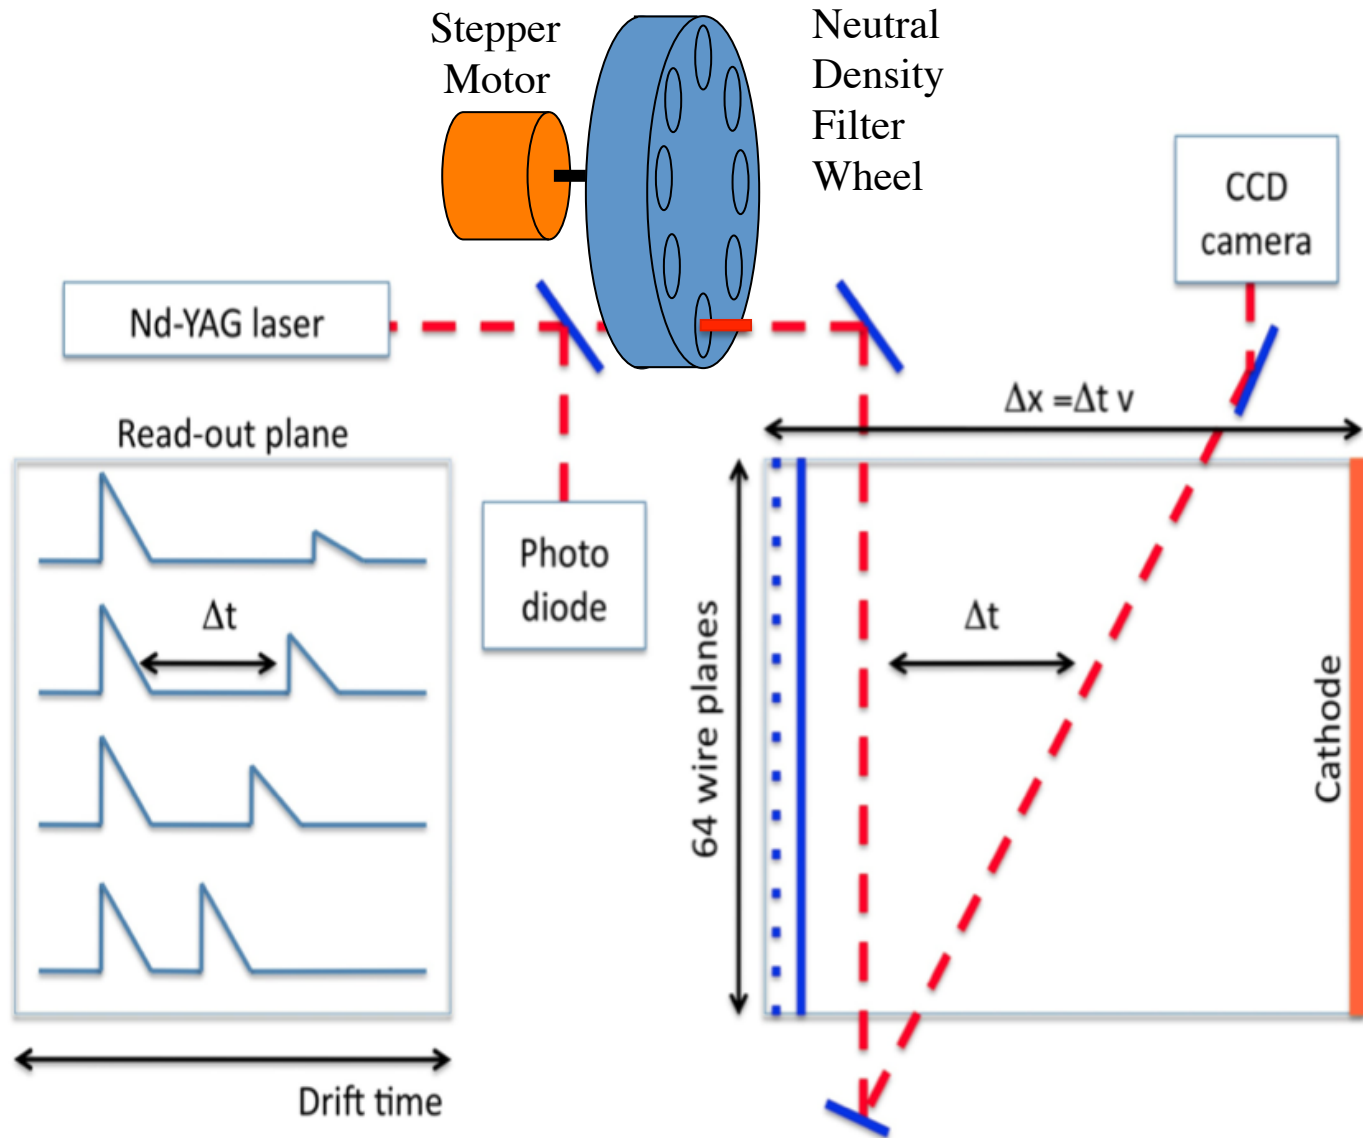 Stepper
Motor
Neutral
Density
Filter
Wheel
CCD
camera
Nd-YAG laser
Δx =Δt v
Read-out plane
Photo
diode
Δt
Δt
64 wire planes
Cathode
Drift time